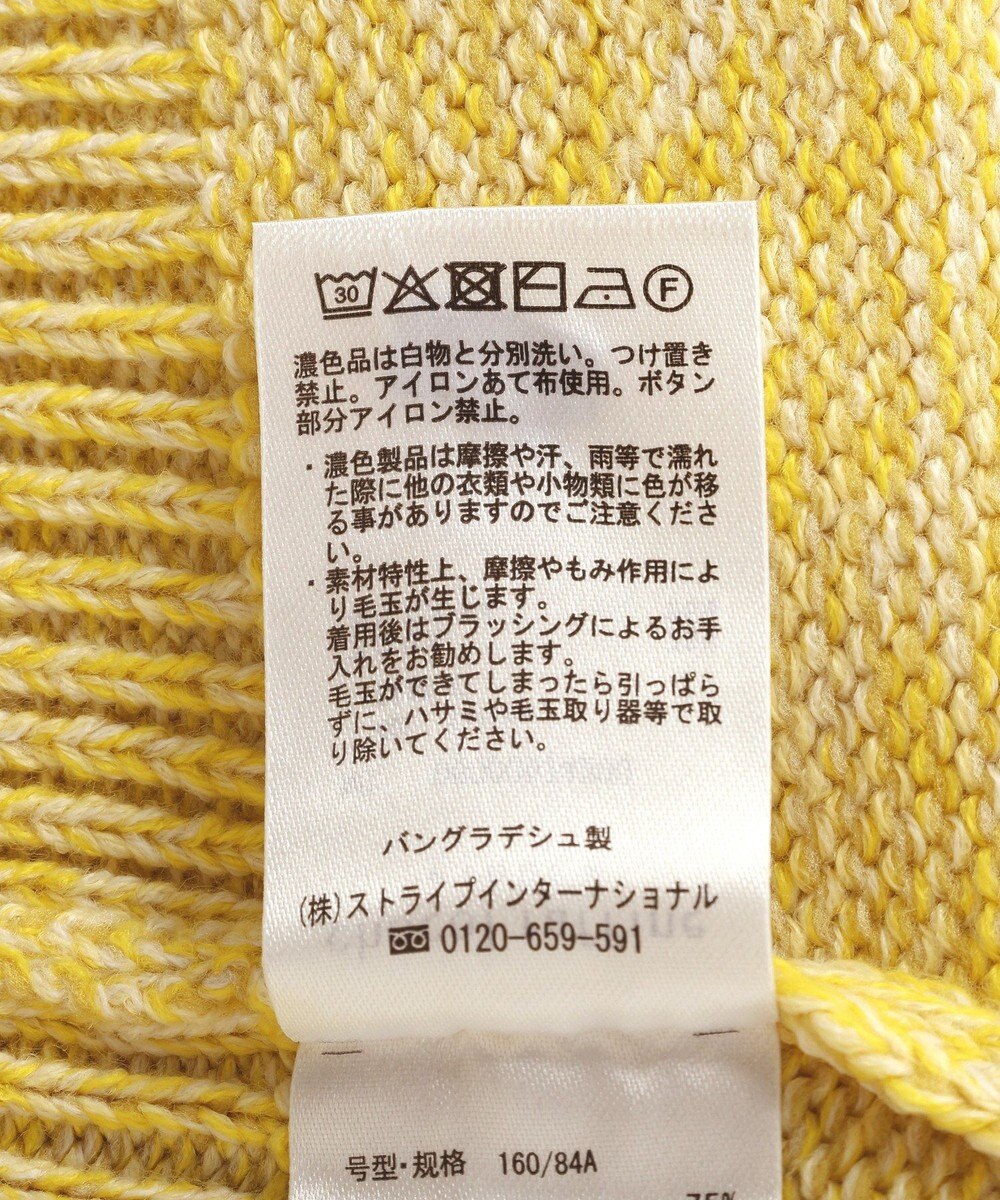 30 F
濃色品は白物と分別洗い。つけ置き
禁止。アイロンあて布使用。ボタン
部分アイロン禁止。
・濃色製品は摩擦や汗、雨等で濡れ
た際に他の衣類や小物類に色が移
る事がありますのでご注意くださ
い。
・素材特性上、摩擦やもみ作用によ
り毛玉が生じます。
着用後はブラッシングによるお手
入れをお勧めします。
毛玉ができてしまったら引っぱら
ずに、ハサミや毛玉取り器等で取
り除いてください。
バングラデシュ製
(株)ストライプインターナショナル
0120-659-591
号型·规格 160/84A